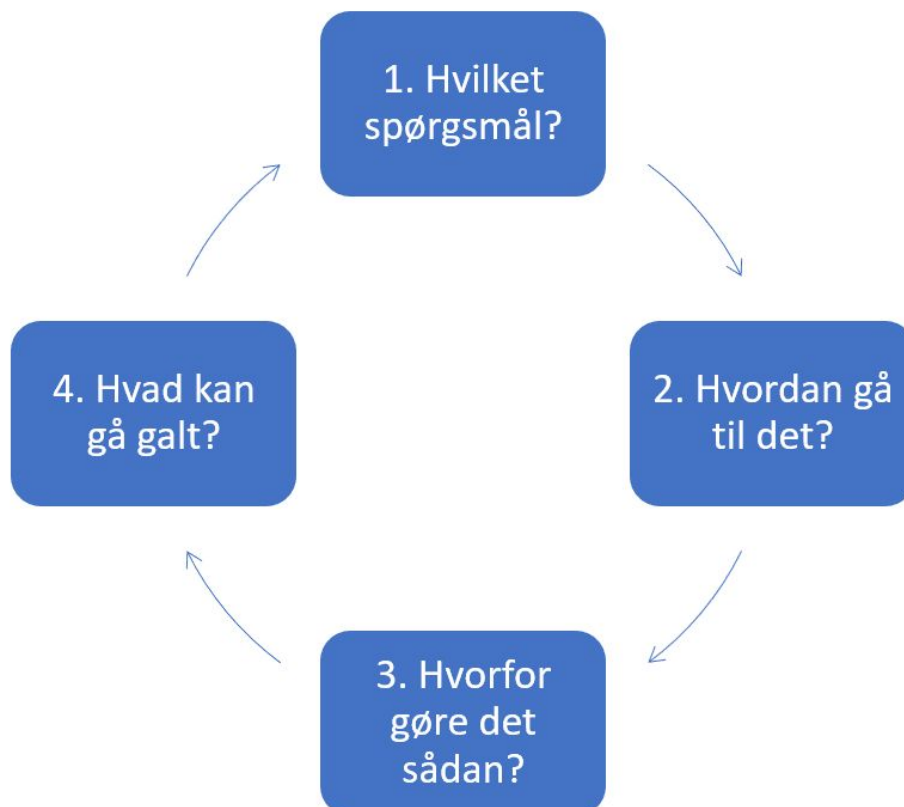 1. Hvilket
spørgsmål?
2. Hvordan gå
til det?
3. Hvorfor
gøre det
sådan?
4. Hvad kan
gå galt?